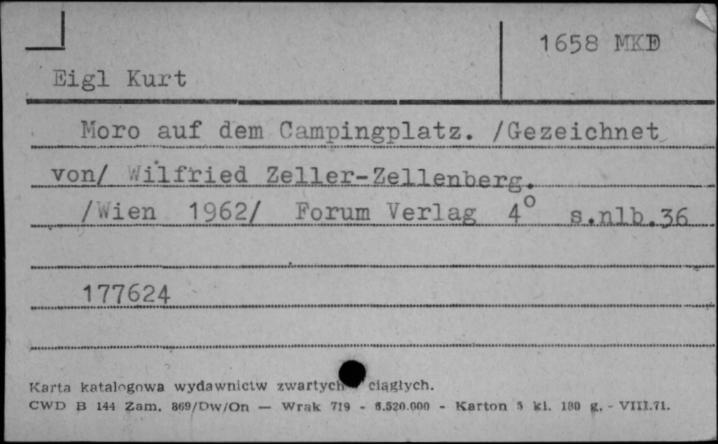 1658 MKD
Eigl Kurt
Moro auf dem Campingplatz. /Gezeichnet
von/ Wilfried Zeller-Zellenberg.
/Wien 1962/ Forum Verlag 4° s.nlb.36
177624
Karta katalogowa wydawnictw zwartych ciągłych.
CWD B 144 Zam. 869/Dw/On — Wrak 719 - 6.520.000 - Karton 5 kl. 180 g. - VIII.71.